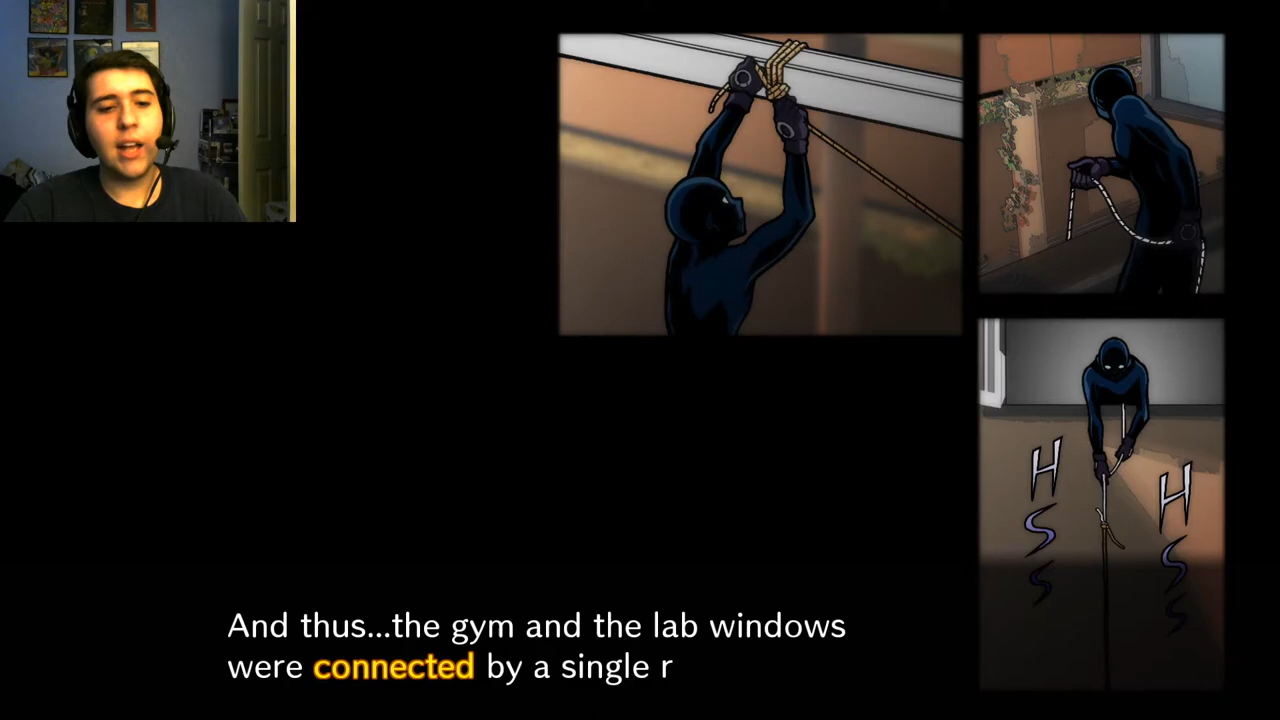 H
S
S
H
S
S
And thus...the gym and the lab windows
were connected by a single r